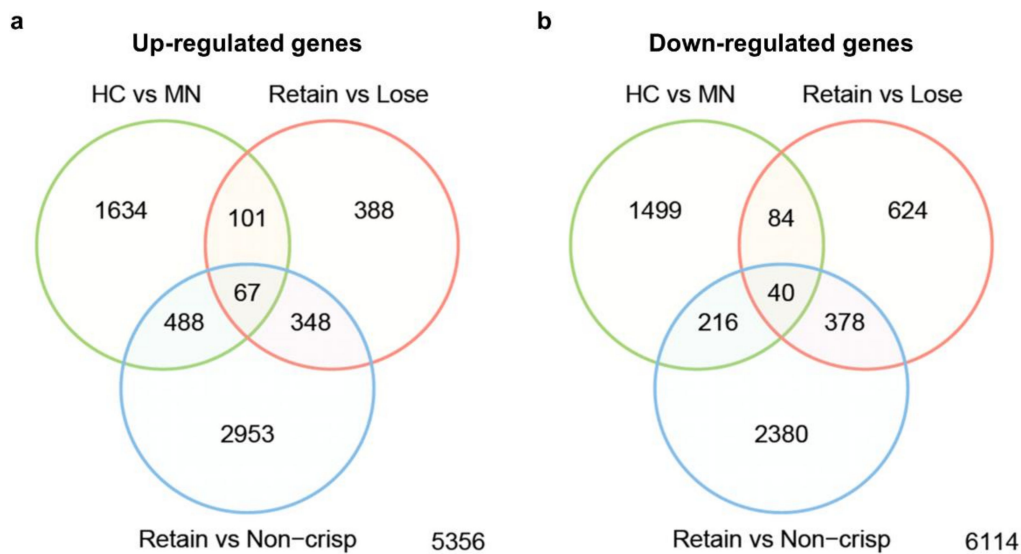 a
Up-regulated genes
HC vs MN
Retain vs Lose
1634
101
388
67
488
348
2953
Retain vs Non-crisp
5356
b
Down-regulated genes
HC vs MN
Retain vs Lose
1499
84
624
40
216
378
2380
Retain vs Non-crisp
6114